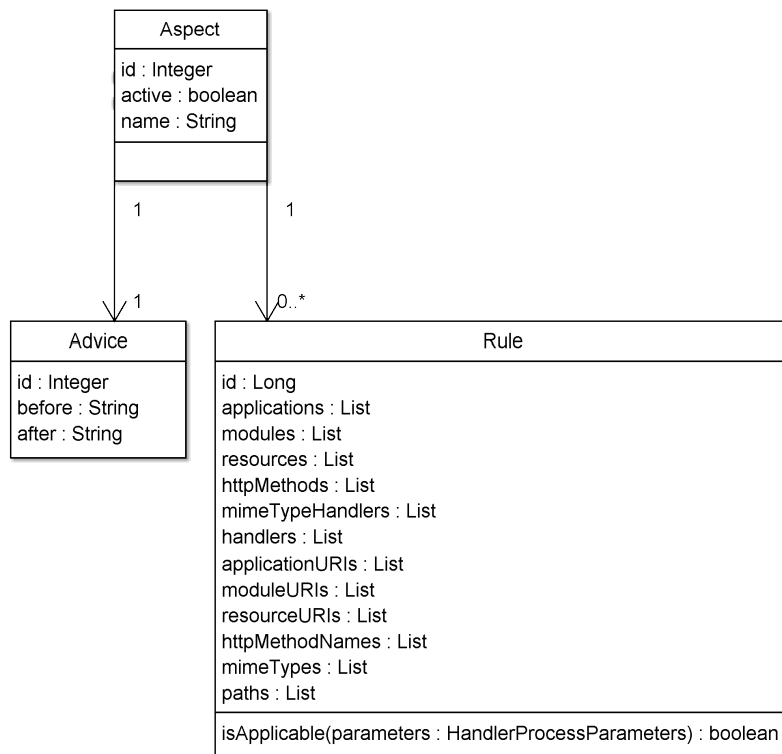 Aspect
id : Integer
active : boolean
name : String
1
1
1
0..*
Advice
id : Integer
before : String
after : String
Rule
id : Long
applications : List
modules : List
resources : List
httpMethods : List
mimeTypeHandlers : List
handlers : List
applicationURIs : List
moduleURIs : List
resourceURIs : List
httpMethodNames : List
mimeTypes : List
paths : List
isApplicable(parameters : HandlerProcessParameters) : boolean